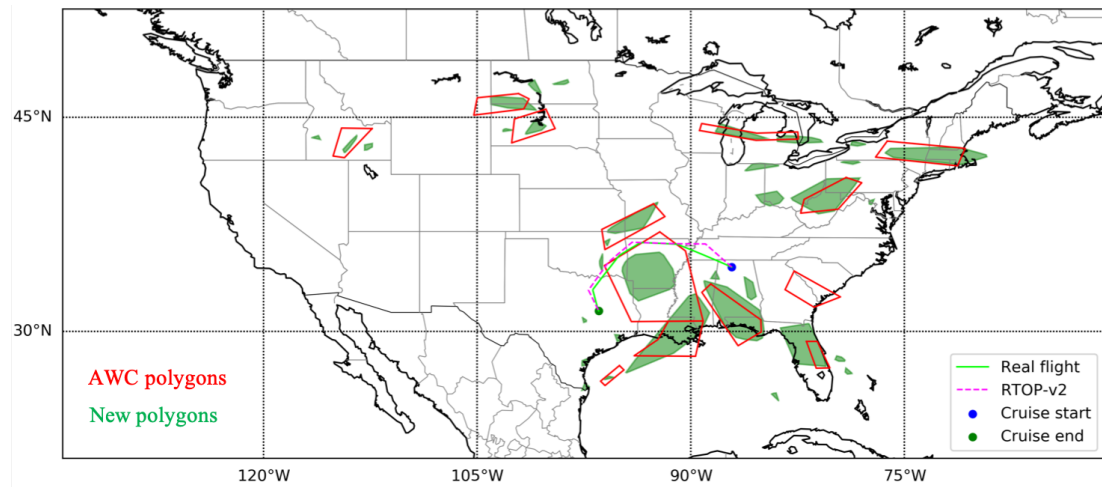 45°N
30°N
AWC polygons
New polygons
Real flight
RTOP-v2
Cruise start
Cruise end
120°W 105°W 90°W 75°W